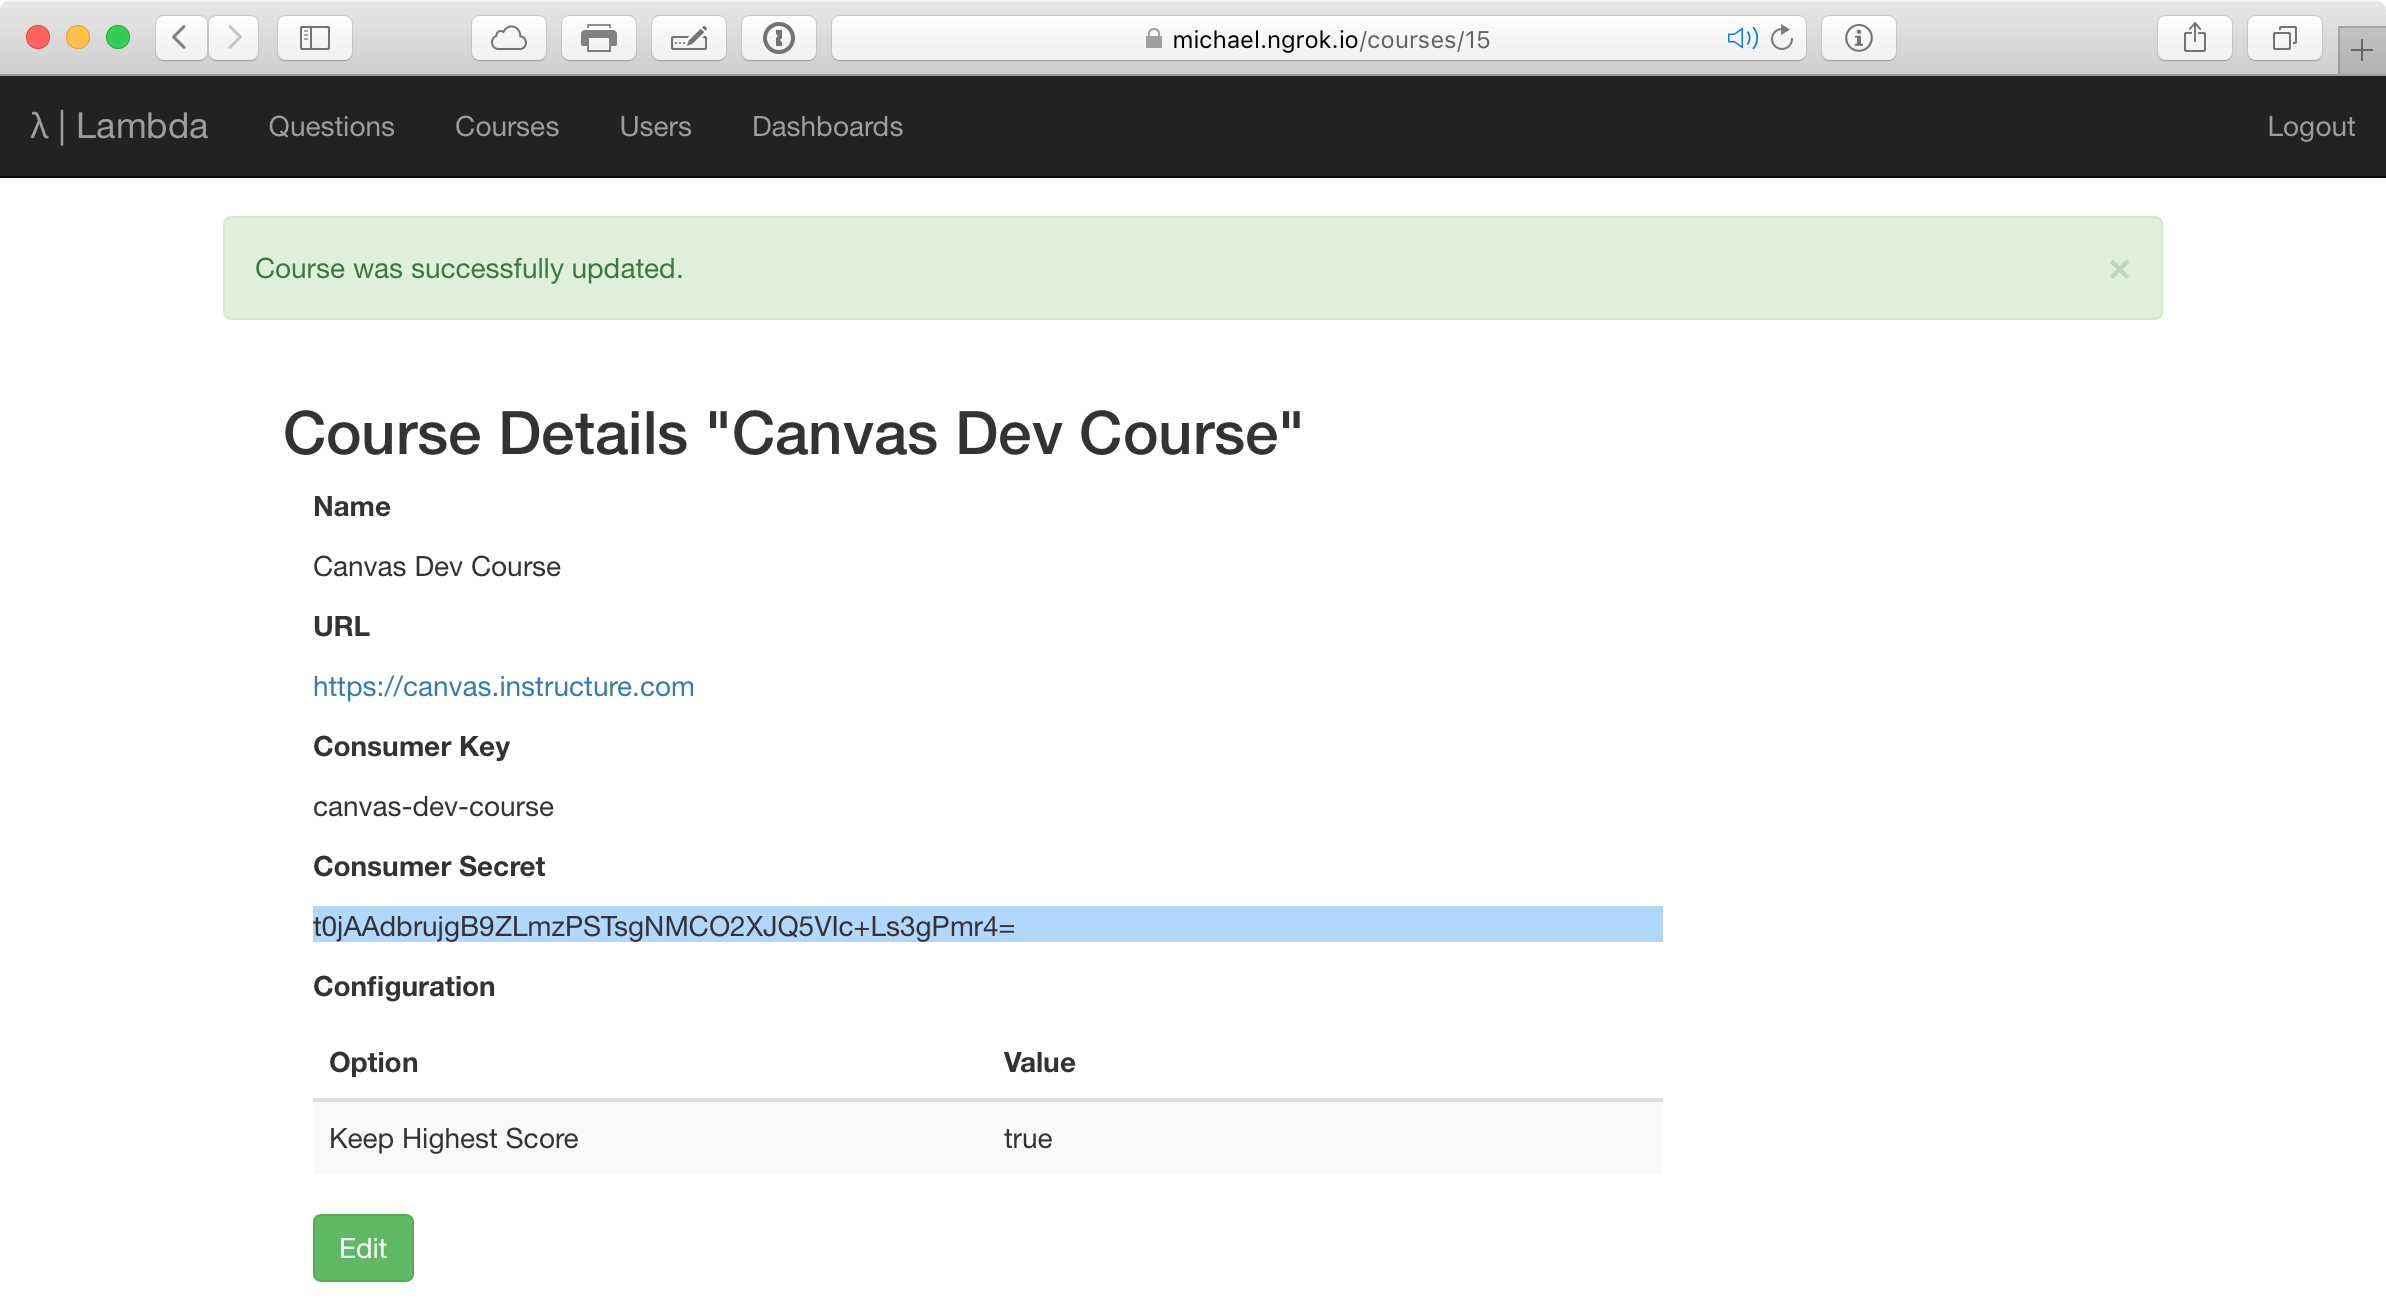 michael.ngrok.io/courses/15
λ | Lambda Questions Courses Users Dashboards Logout
Course was successfully updated. ×
Course Details "Canvas Dev Course"
Name
Canvas Dev Course
URL
https://canvas.instructure.com
Consumer Key
canvas-dev-course
Consumer Secret
t0jAAdbrujgB9ZLmzPSTsgNMCO2XJQ5VIc+Ls3gPmr4=
Configuration
Option Value
Keep Highest Score true
Edit